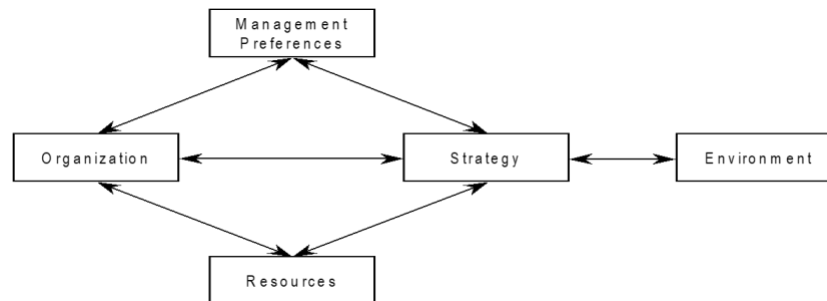 Management
Preferences
Organization
Strategy
Environment
Resources